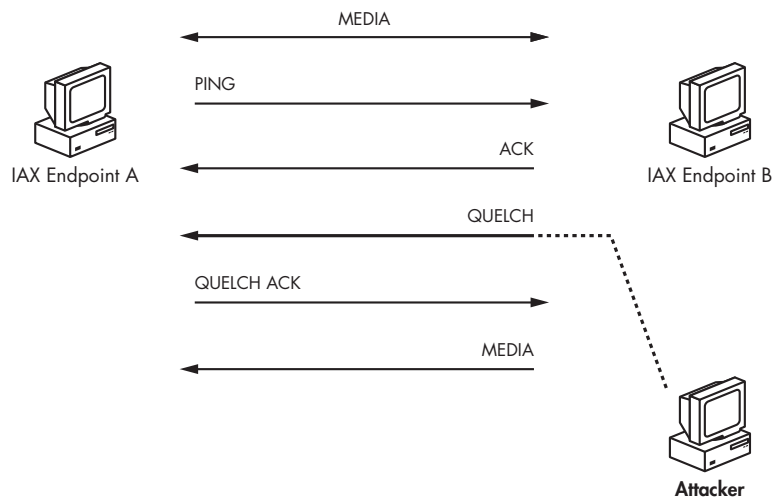 MEDIA
PING
ACK
IAX Endpoint A
IAX Endpoint B
QUELCH
QUELCH ACK
MEDIA
Attacker